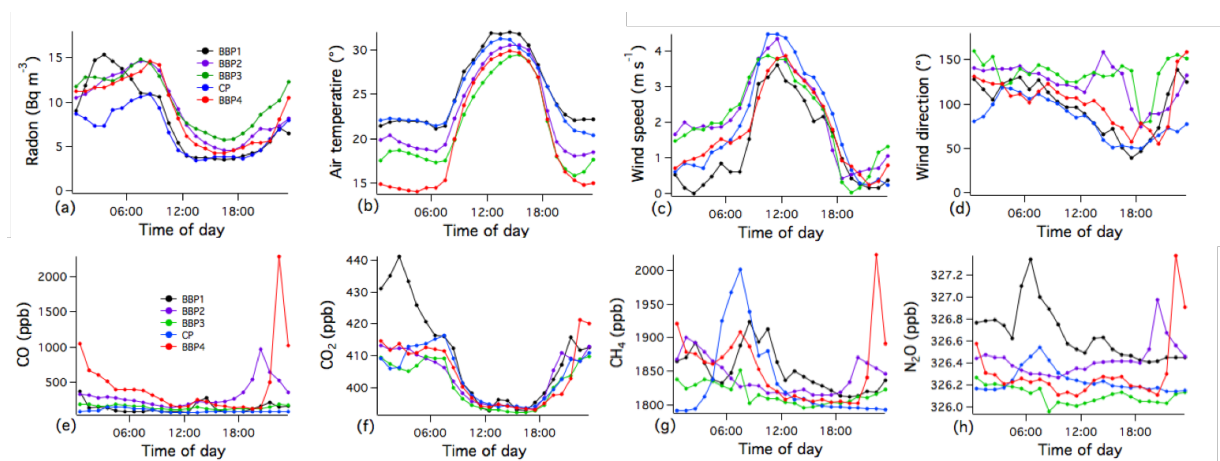 Radon (Bq m-3)
15
10
5
0
BBP1
BBP2
BBP3
CP
BBP4
(a)
06:00 12:00 18:00
Time of day
Air temperatitre (°)
30
25
20
15
(b)
06:00 12:00 18:00
Time of day
Wind speed (m s-1)
4
3
2
1
0
(c)
06:00 12:00 18:00
Time of day
Wind direction (°)
150
100
50
0
(d)
06:00 12:00 18:00
Time of day
CO (ppb)
2000
1500
1000
500
BBP1
BBP2
BBP3
CP
BBP4
(e)
06:00 12:00 18:00
Time of day
CO2 (ppb)
440
430
420
410
400
(f)
06:00 12:00 18:00
Time of day
CH4 (ppb)
2000
1950
1900
1850
1800
(g)
06:00 12:00 18:00
Time of day
N2O (ppb)
327.2
327.0
326.8
326.6
326.4
326.2
326.0
(h)
06:00 12:00 18:00
Time of day